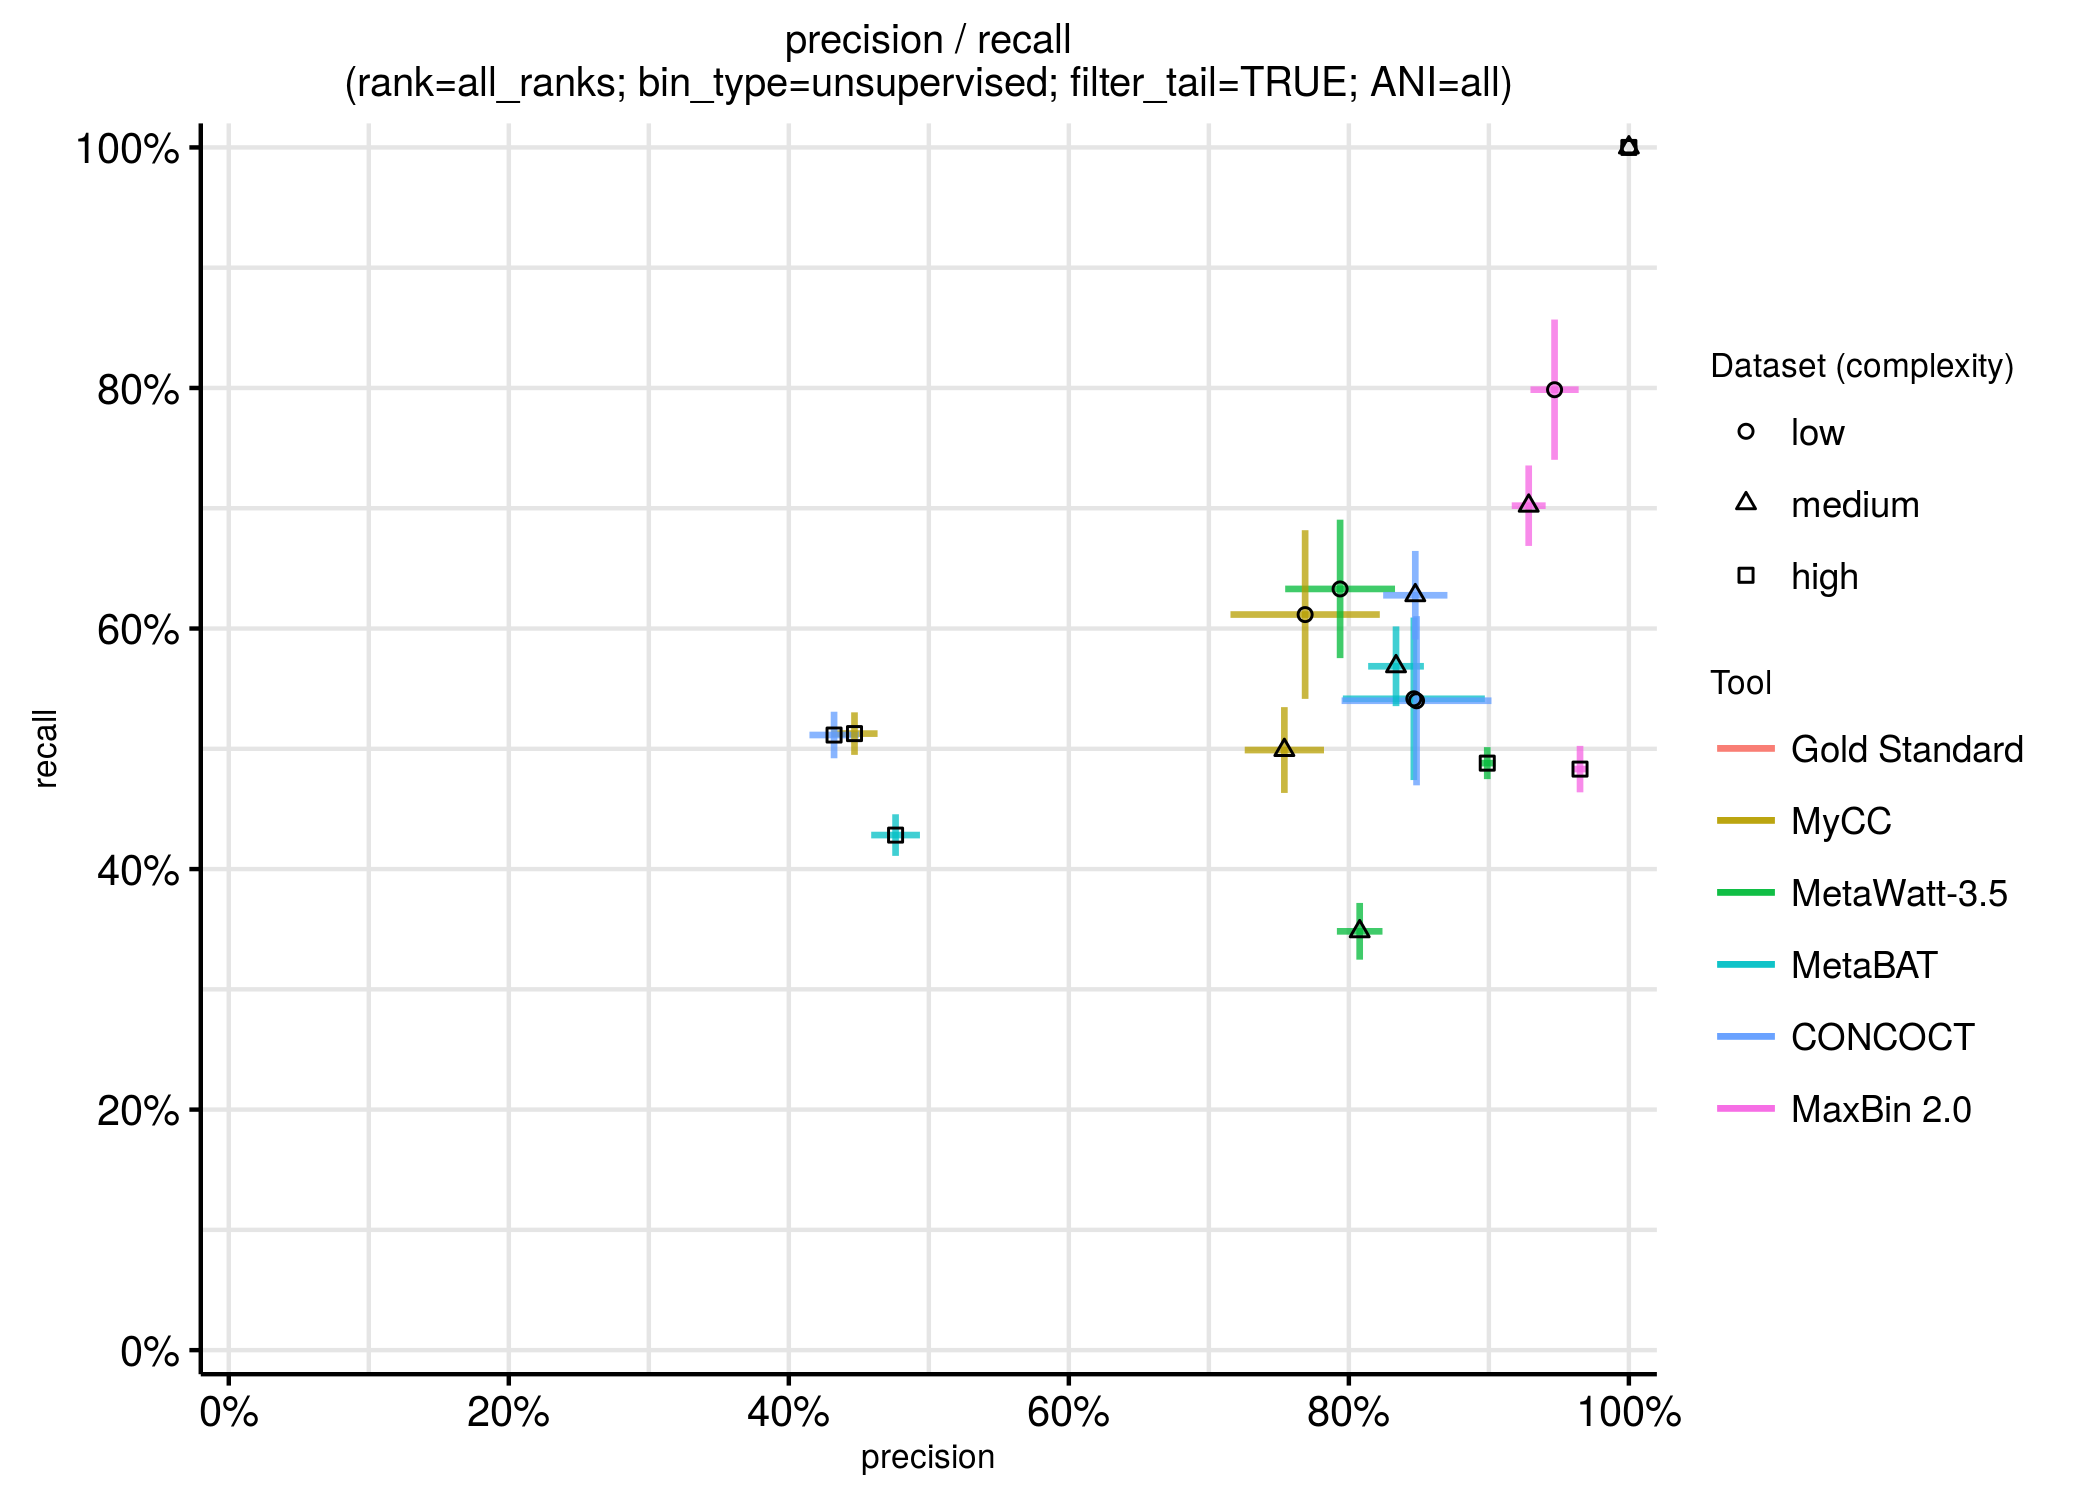 precision / recall
(rank=all_ranks; bin_type=unsupervised; filter_tail=TRUE; ANI=all)
100%
80%
60%
40%
20%
0%
recall
0%
20%
40%
60%
80%
100%
precision
Dataset (complexity)
low
medium
high
Tool
Gold Standard
MyCC
MetaWatt-3.5
MetaBAT
CONCOCT
MaxBin 2.0